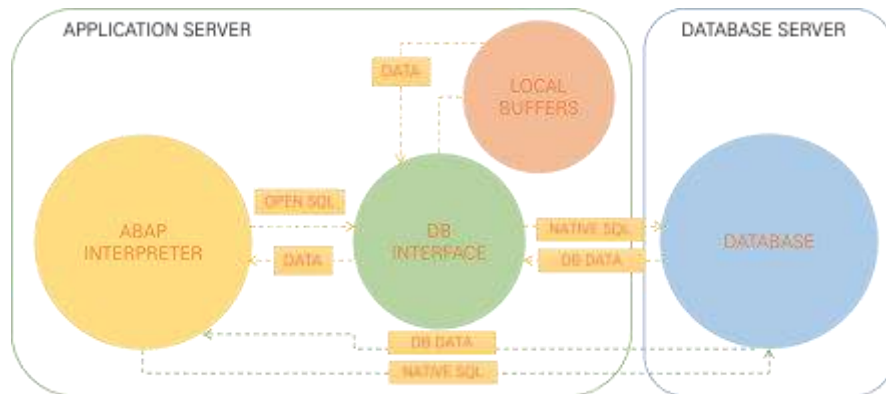 APPLICATION SERVER
DATABASE SERVER
DATA
LOCAL
BUFFERS
OPEN SQL
ABAP
INTERPRETER
DB
INTERFACE
NATIVE SQL
DATABASE
DATA
DB DATA
DB DATA
NATIVE SQL